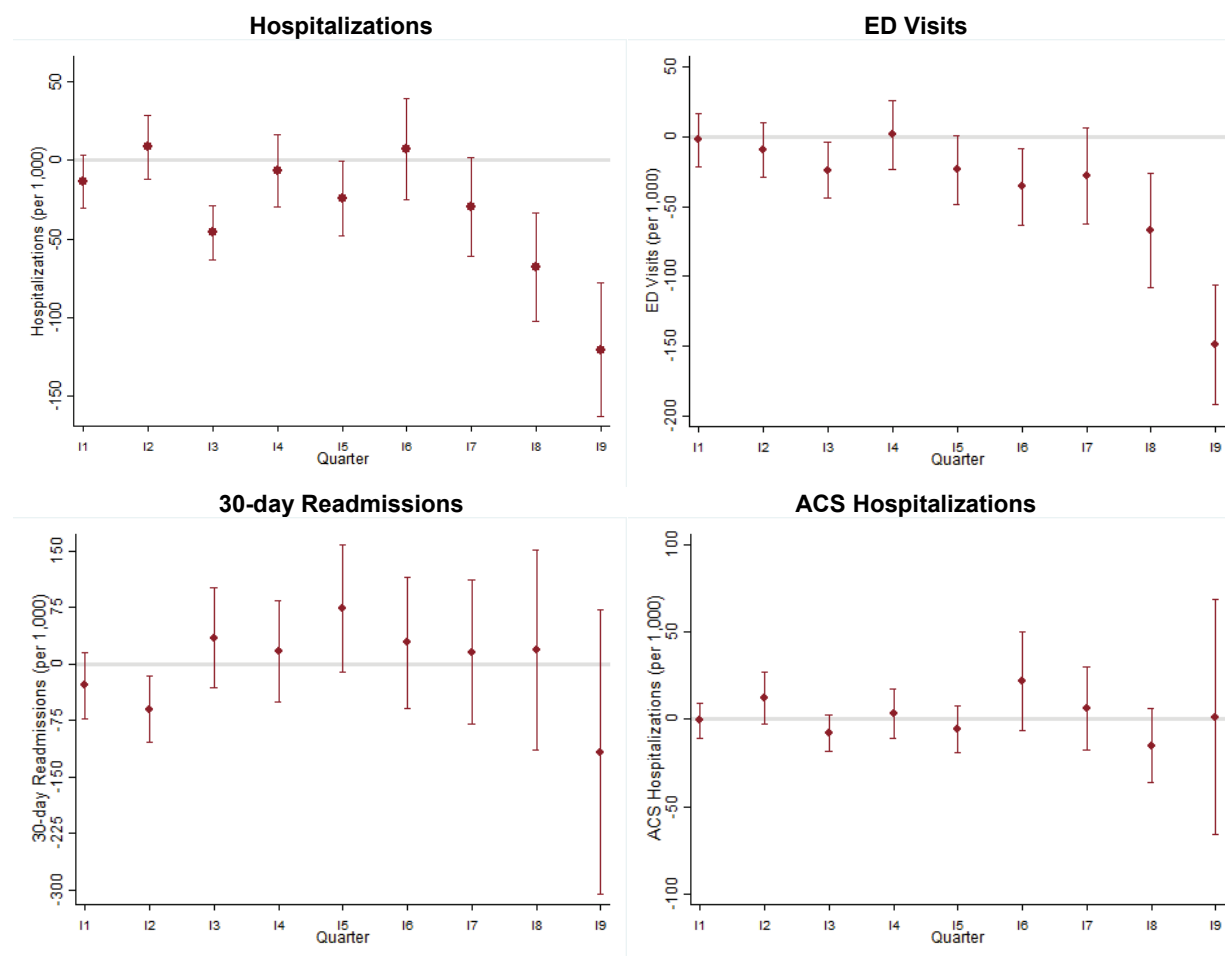 Hospitalizations
Hospitalizations (per 1,000)
50
0
-50
-100
-150
I1 I2 I3 I4 I5 I6 I7 I8 I9
Quarter
ED Visits
ED Visits (per 1,000)
50
0
-50
-100
-150
-200
I1 I2 I3 I4 I5 I6 I7 I8 I9
Quarter
30-day Readmissions
30-day Readmissions (per 1,000)
150
75
0
-75
-150
-225
-300
I1 I2 I3 I4 I5 I6 I7 I8 I9
Quarter
ACS Hospitalizations
ACS Hospitalizations (per 1,000)
100
50
0
-50
-100
I1 I2 I3 I4 I5 I6 I7 I8 I9
Quarter